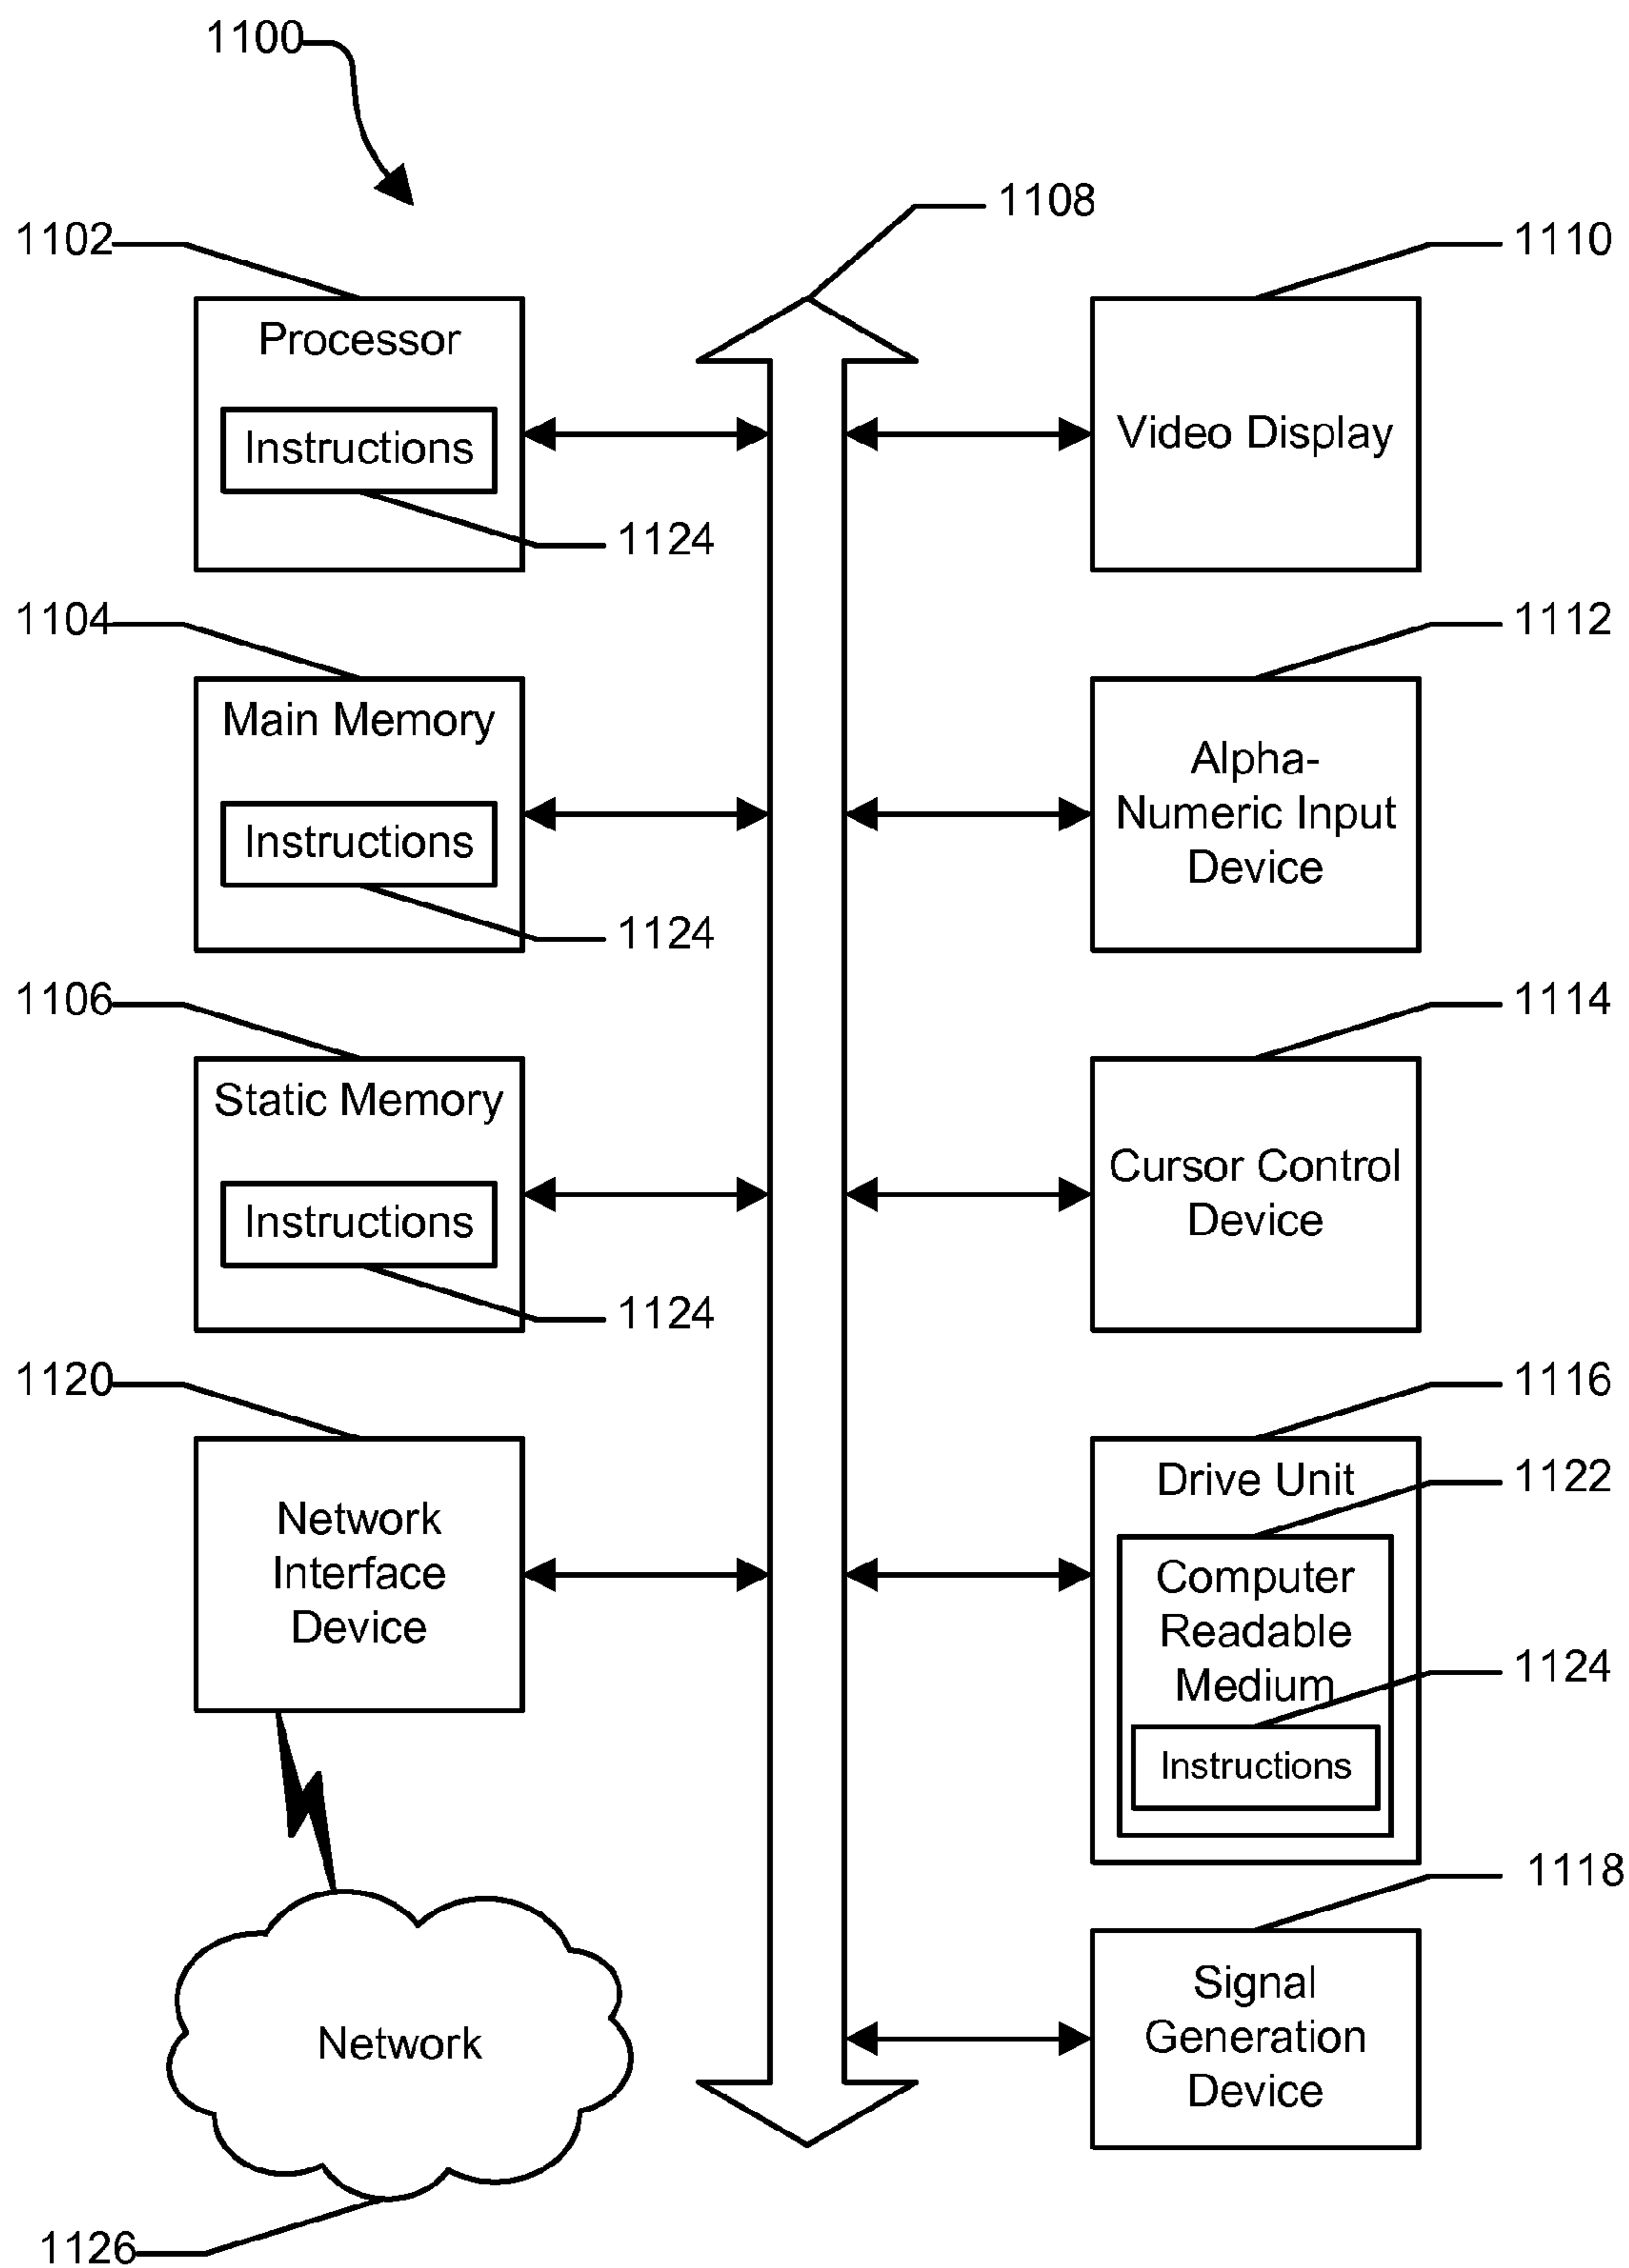 1100
1108
1102
Processor
Instructions
1124
1104
Main Memory
Instructions
1124
1106
Static Memory
Instructions
1124
1120
Network
Interface
Device
Network
1126
1110
Video Display
1112
Alpha-
Numeric Input
Device
1114
Cursor Control
Device
1116
Drive Unit
1122
Computer
Readable
Medium
1124
Instructions
1118
Signal
Generation
Device